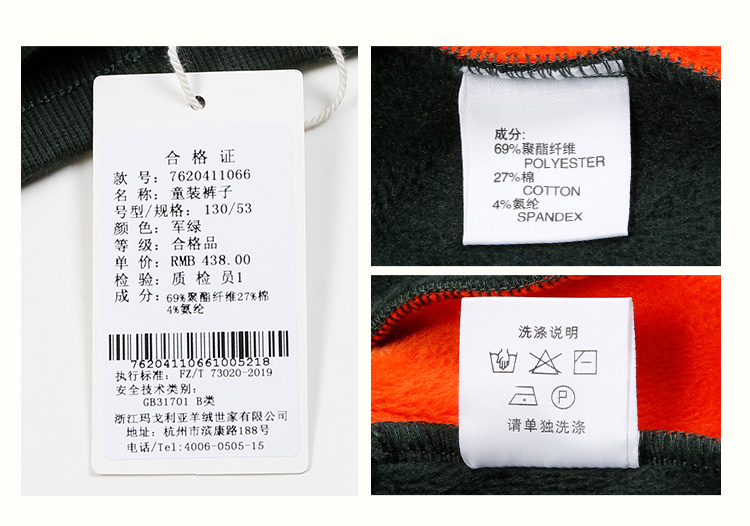 合格证
款 号: 7620411066
名 称: 童装裤子
号型/规格: 130/53
颜 色: 军绿
等 级: 合格品
单 价: RMB 438.00
检 验: 质 检 员1
成 分: 69%聚酯纤维27%棉
4%氨纶
76204110661005218
执行标准: FZ/T 73020-2019
安全技术类别:
GB31701 B类
浙江玛戈利亚羊绒世家有限公司
地址: 杭州市滨康路188号
电话/Tel:4006-0505-15
成分:
69%聚酯纤维
POLYESTER
27%棉
COTTON
4%氨纶
SPANDEX
洗涤说明
P
请单独洗涤